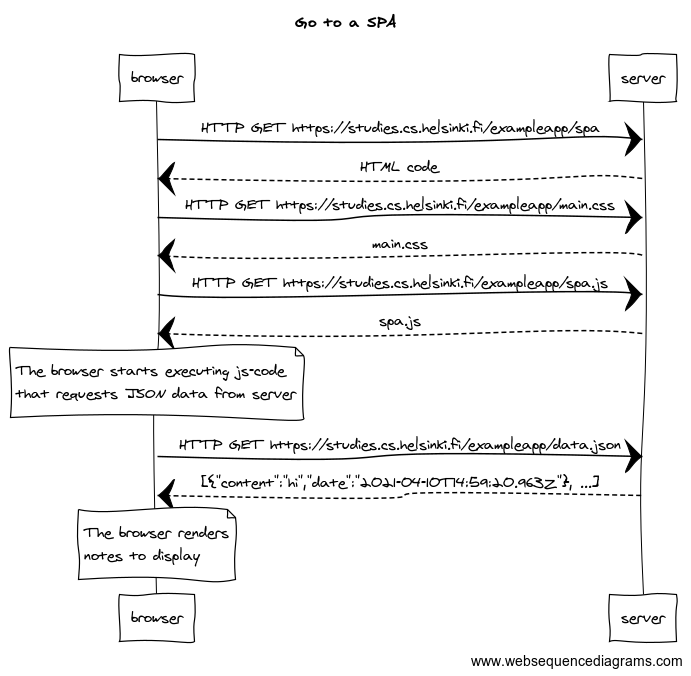 Go to a SPA
browser
server
HTTP GET https://studies.cs.helsinki.fi/exampleapp/spa
HTML code
HTTP GET https://studies.cs.helsinki.fi/exampleapp/main.css
main.css
HTTP GET https://studies.cs.helsinki.fi/exampleapp/spa.js
spa.js
The browser starts executing js-code
that requests JSON data from server
HTTP GET https://studies.cs.helsinki.fi/exampleapp/data.json
[{"content":"hi","date":"2021-04-10T14:59:20.963Z"}, ...]
The browser renders
notes to display
browser
server
www.websequencediagrams.com